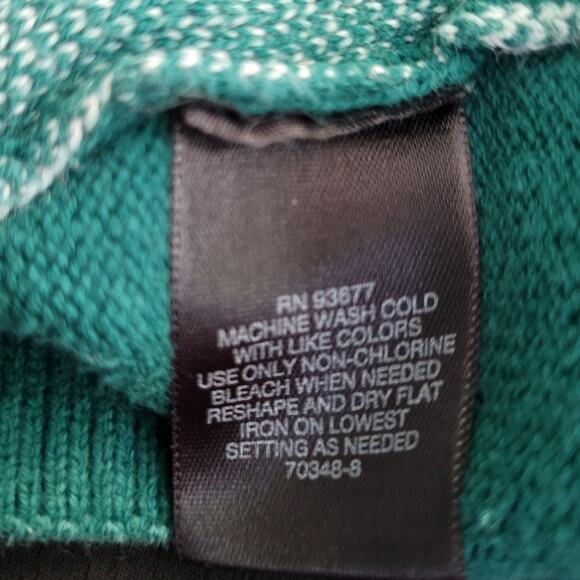 RN 93677
MACHINE WASH COLD
WITH LIKE COLORS
USE ONLY NON-CHLORINE
BLEACH WHEN NEEDED
RESHAPE AND DRY FLAT
IRON ON LOWEST
SETTING AS NEEDED
70348-8